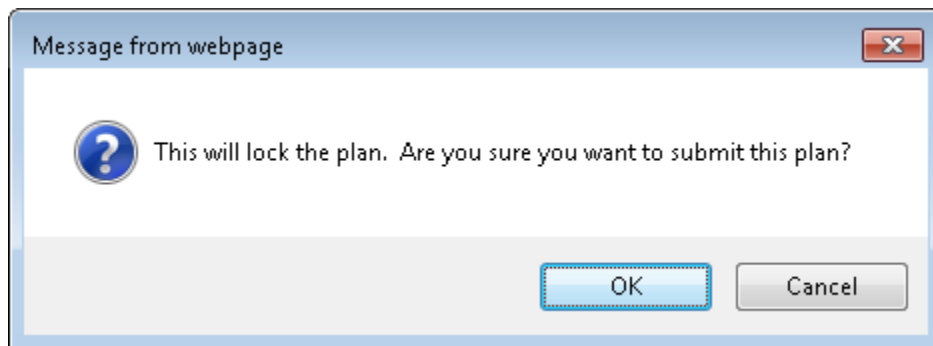 Message from webpage
This will lock the plan.  Are you sure you want to submit this plan?
OK
Cancel